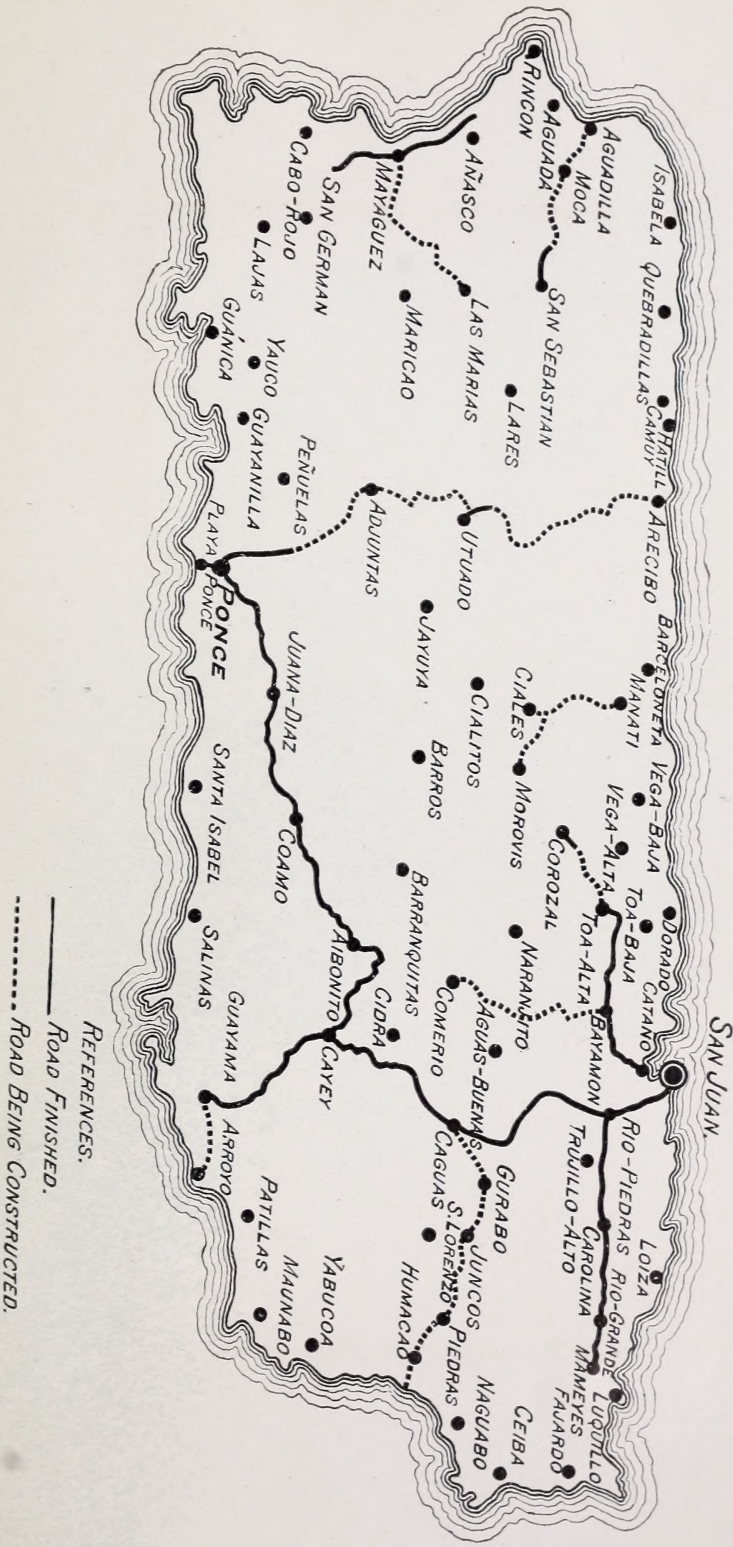 SAN JUAN.
ISABELA
QUEBRADILLAS
CAMUY
HATILL
ARECIBO
BARCELONETA
MANATI
VEGA-BAJA
VEGA-ALTA
TOA-BAJA
DORADO
CATANO
TOA-ALTA
BAYAMON
RIO-PIEDRAS
TRUJILLO-ALTO
CAROLINA
LOIZA
RIO-GRANDE
MAMEYES
LUQUILLO
FAJARDO
CEIBA
NAGUABO
AGUADILLA
MOCA
AGUADA
RINCON
SAN SEBASTIAN
LARES
AÑASCO
LAS MARIAS
MARICAO
MAYAGUEZ
SAN GERMAN
CABO-ROJO
LAJAS
GUÁNICA
YAUCO
GUAYANILLA
PEÑUELAS
ADJUNTAS
UTUADO
JAYUYA
CIALES
CIALITOS
MOROVIS
BARROS
COROZAL
NARANJITO
BARRANQUITAS
COMERIO
AGUAS-BUENAS
CIDRA
CAGUAS
GURABO
JUNCOS
S. LORENZO
PIEDRAS
HUMACAO
PLAYA
PONCE
PONCE
JUANA-DIAZ
COAMO
AIBONITO
CAYEY
SANTA ISABEL
SALINAS
GUAYAMA
ARROYO
PATILLAS
MAUNABO
YABUCOA
REFERENCES.
ROAD FINISHED.
ROAD BEING CONSTRUCTED.